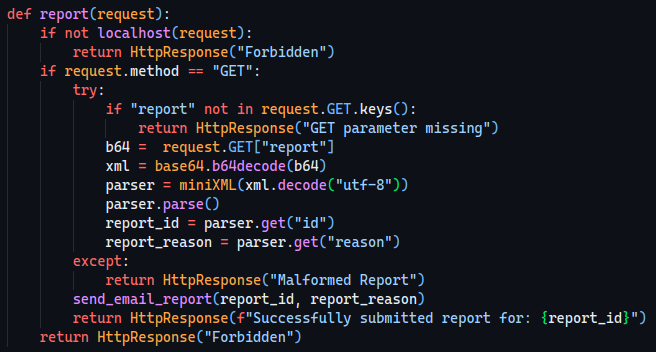 def report(request):
    if not localhost(request):
        return HttpResponse("Forbidden")
    if request.method == "GET":
        try:
            if "report" not in request.GET.keys():
                return HttpResponse("GET parameter missing")
            b64 =  request.GET["report"]
            xml = base64.b64decode(b64)
            parser = miniXML(xml.decode("utf-8"))
            parser.parse()
            report_id = parser.get("id")
            report_reason = parser.get("reason")
        except:
            return HttpResponse("Malformed Report")
        send_email_report(report_id, report_reason)
        return HttpResponse(f"Successfully submitted report for: {report_id}")
    return HttpResponse("Forbidden")